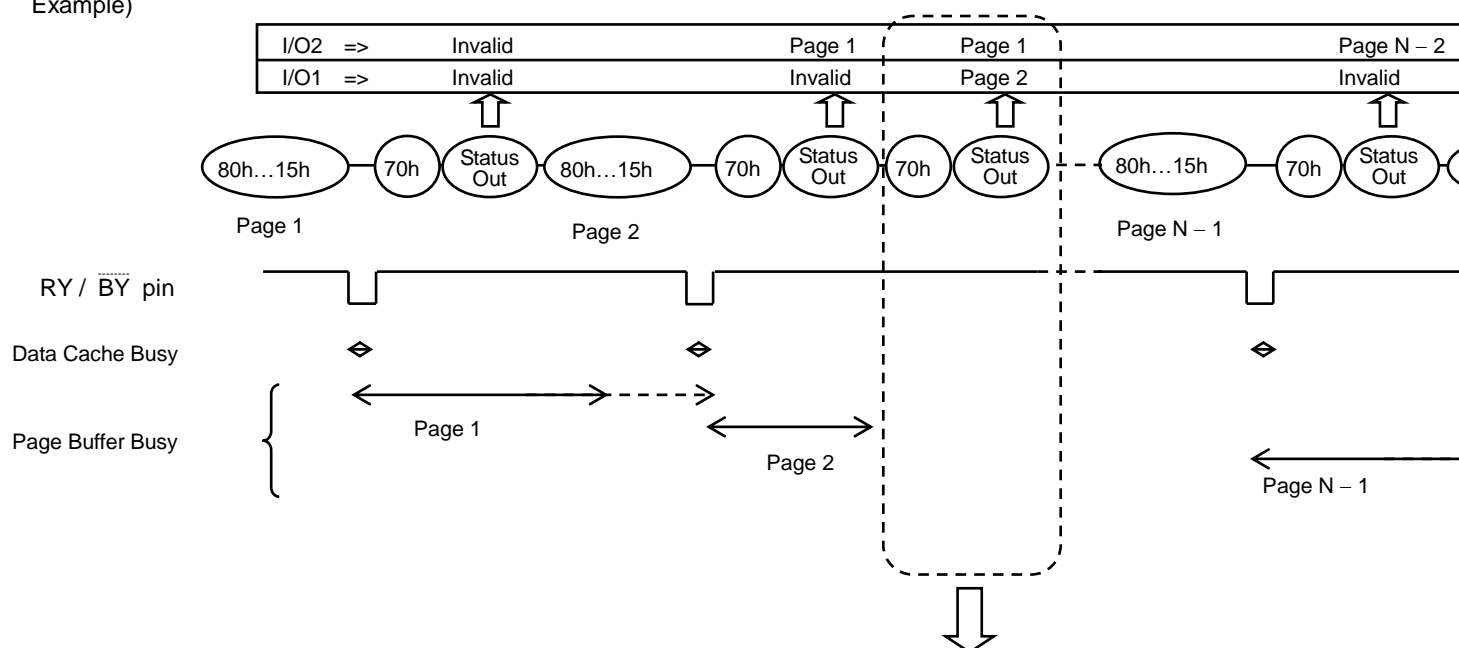 Example)
I/O2 => Invalid Page 1 Page 1 Page N – 2
I/O1 => Invalid Invalid Page 2 Invalid
80h…15h 70h Status Out 80h…15h 70h Status Out 70h Status Out 80h…15h 70h Status Out
Page 1 Page 2 Page N – 1
RY / BY pin
Data Cache Busy
Page 1
Page Buffer Busy
Page 2
Page N – 1